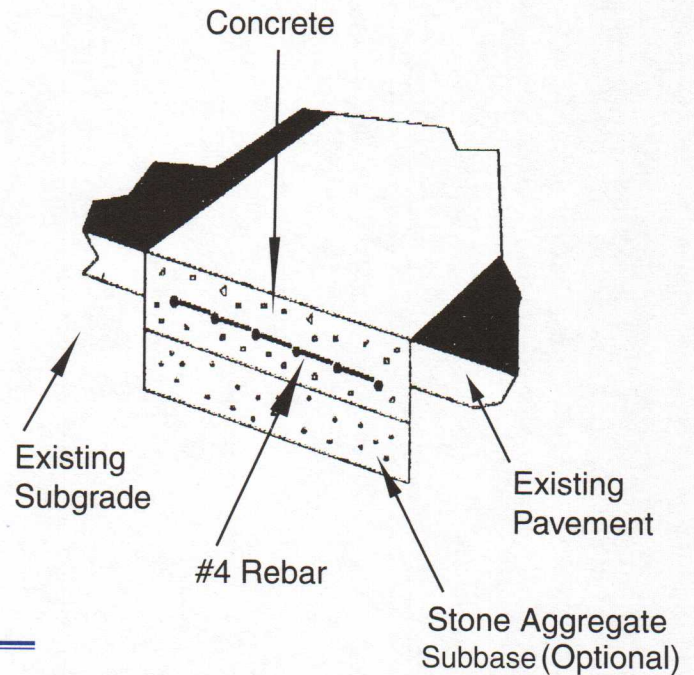 Concrete
Existing
Subgrade
Existing
Pavement
#4 Rebar
Stone Aggregate
Subbase (Optional)